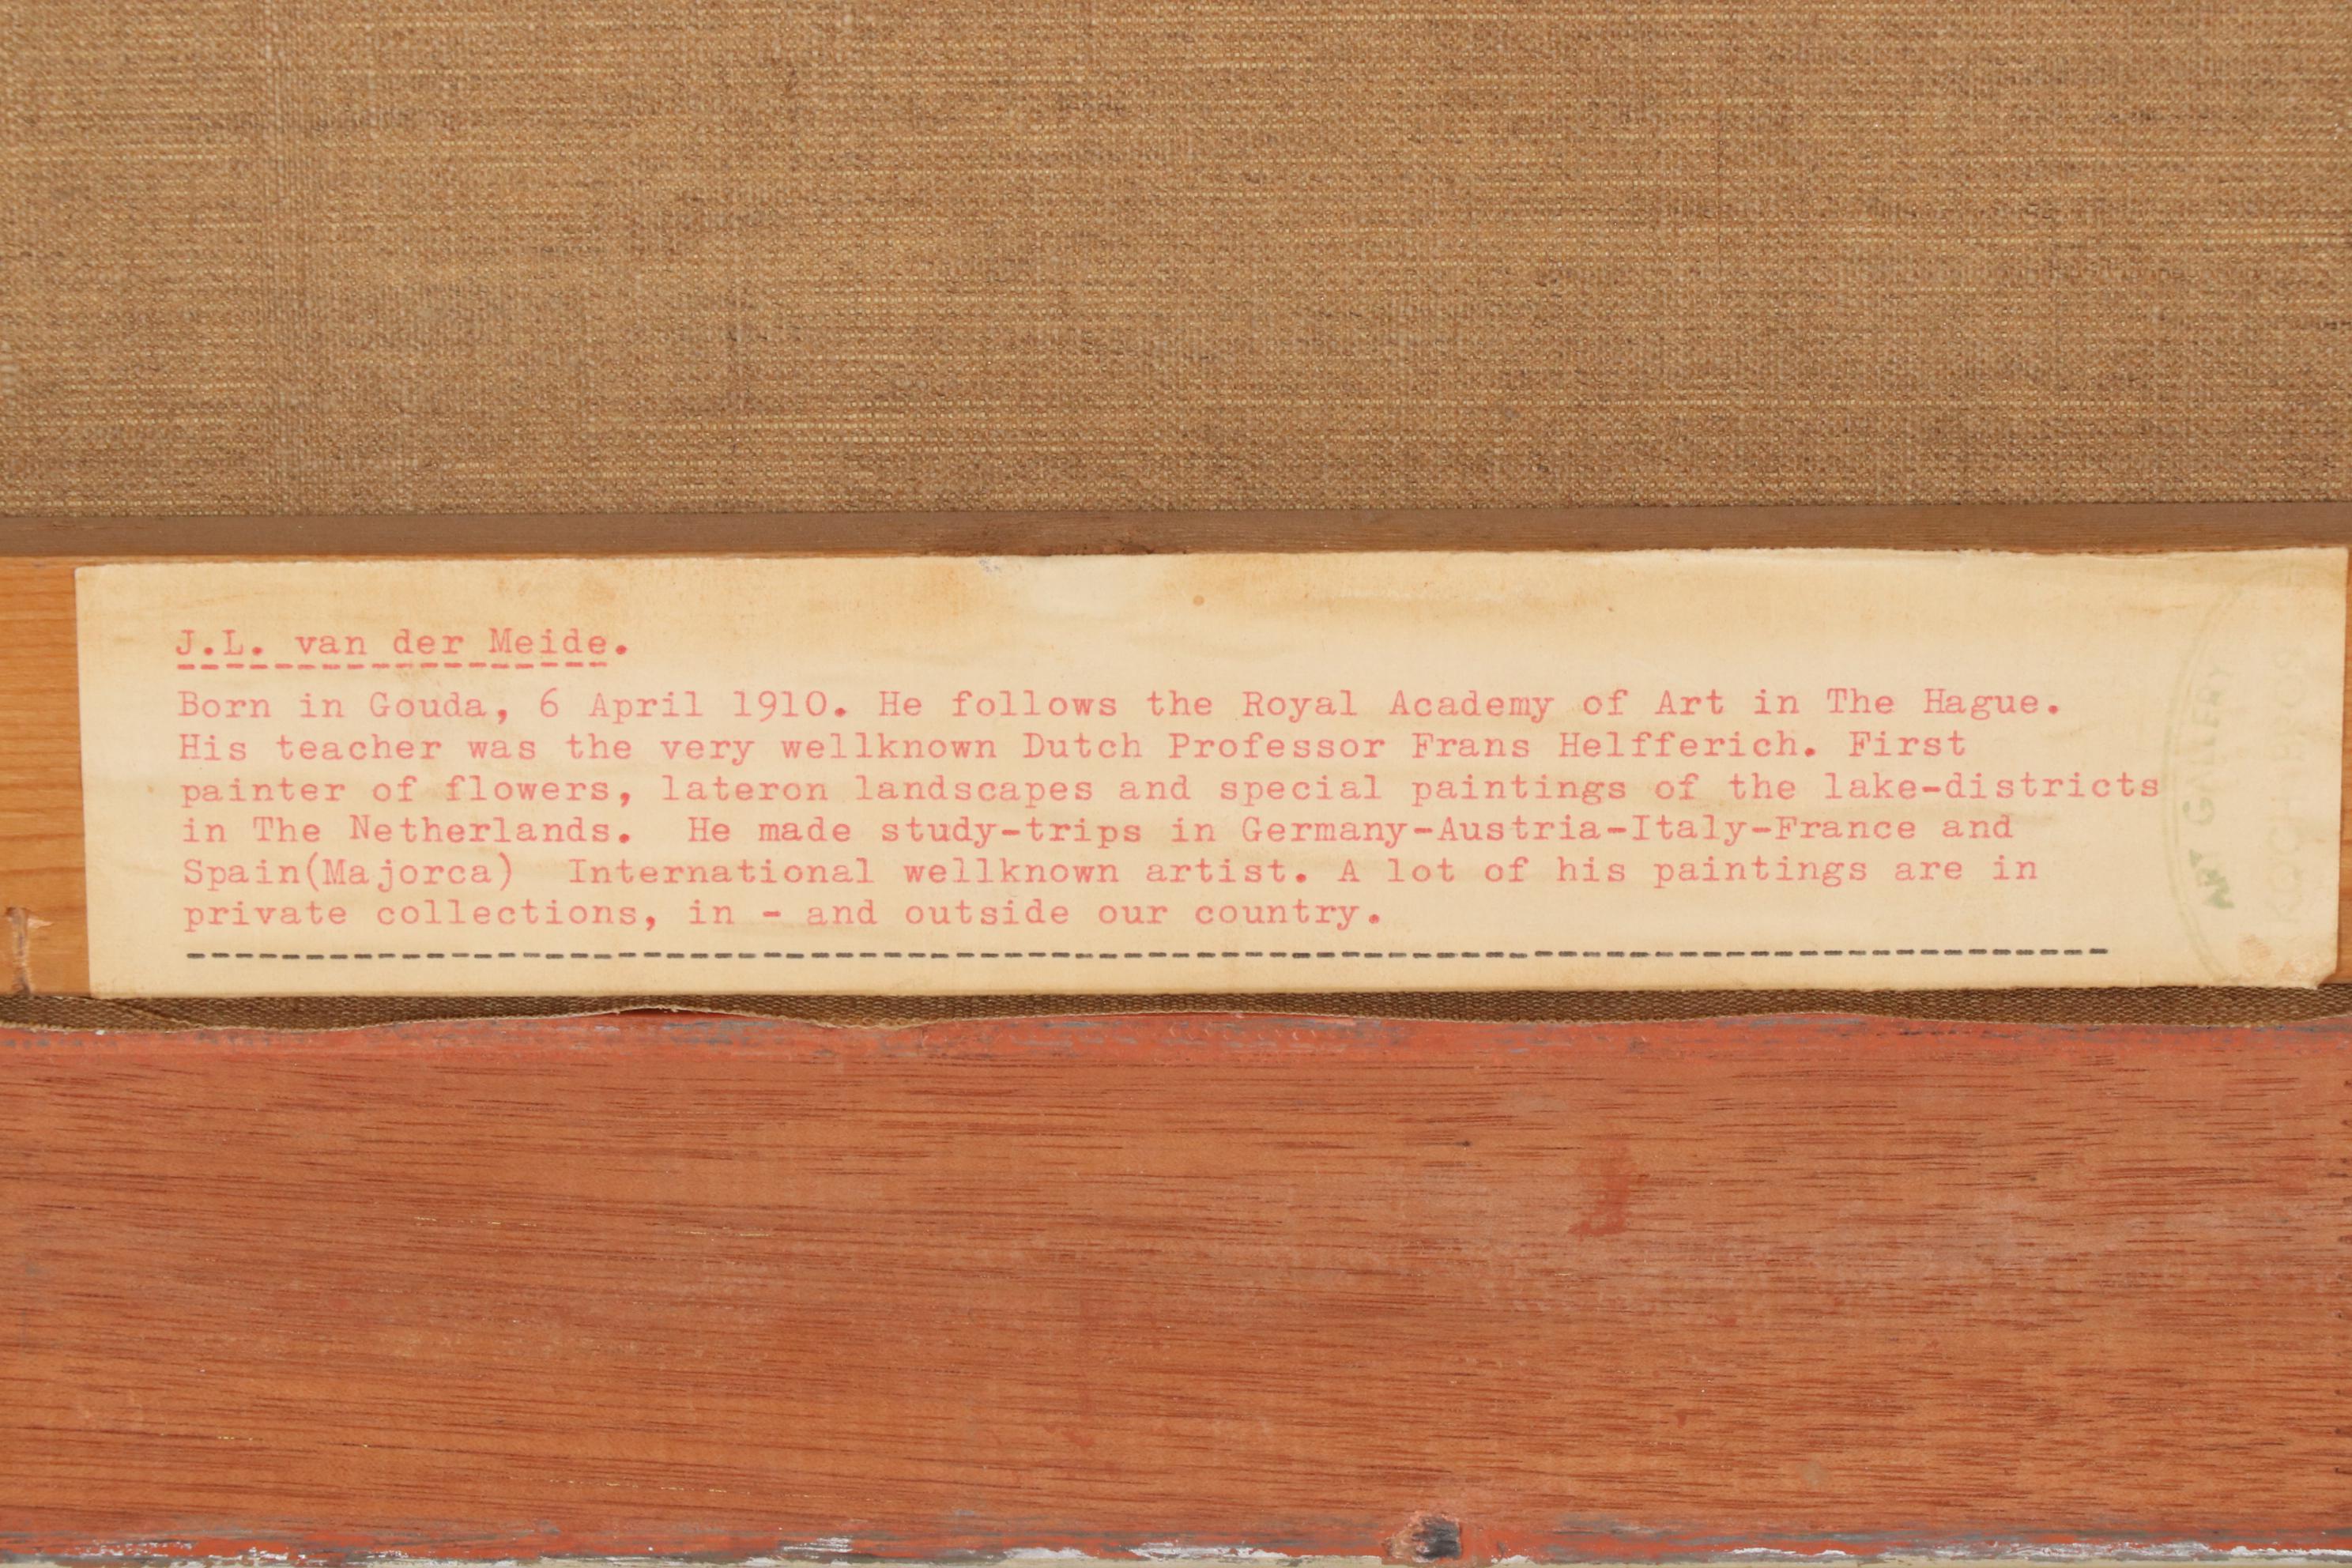 J.L. van der Meide.
Born in Gouda, 6 April 1910. He follows the Royal Academy of Art in The Hague.
His teacher was the very wellknown Dutch Professor Frans Helfferich. First
painter of flowers, lateron landscapes and special paintings of the lake-districts
in The Netherlands.  He made study-trips in Germany-Austria-Italy-France and
Spain(Majorca)  International wellknown artist. A lot of his paintings are in
private collections, in - and outside our country.
ART GALLERY